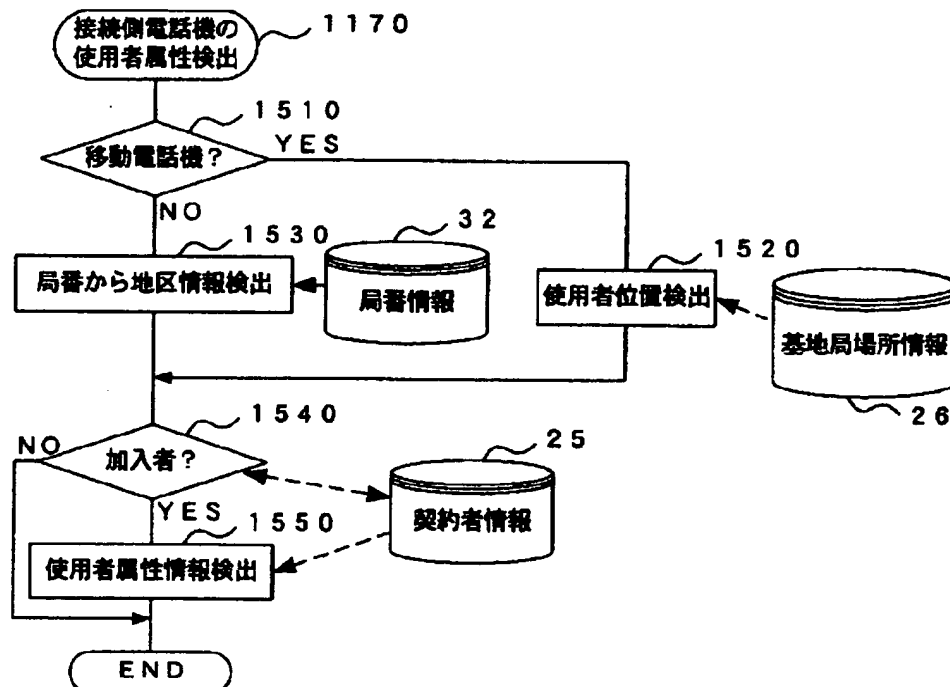 接続側電話機の
使用者属性検出
1170
1510
移動電話機?
YES
NO
1530
局番から地区情報検出
32
局番情報
1520
使用者位置検出
基地局場所情報
26
1540
NO
加入者?
YES
25
契約者情報
1550
使用者属性情報検出
END